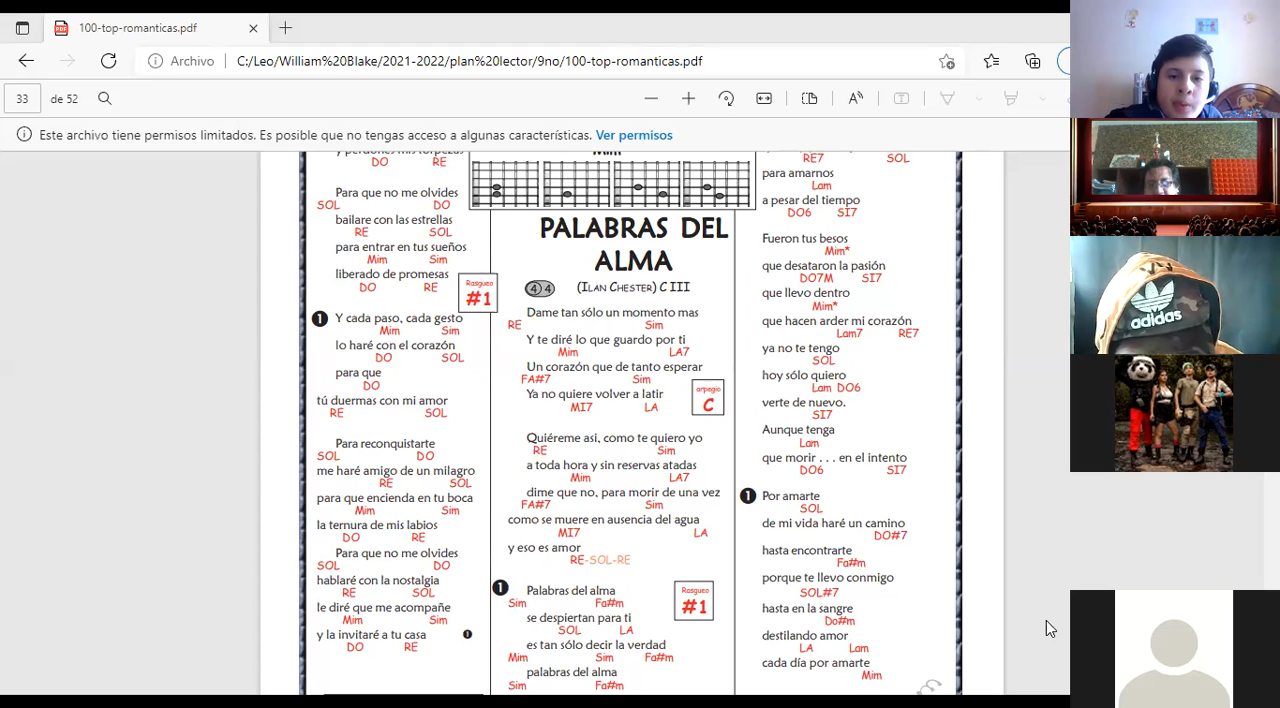 100-top-romanticas.pdf
Archivo
C:/Leo/William%20Blake/2021-2022/plan%20lector/9no/100-top-romanticas.pdf
33 de 52
Este archivo tiene permisos limitados. Es posible que no tengas acceso a algunas características. Ver permisos
y perdones mis torpezas
DO RE
Para que no me olvides
SOL DO
bailare con las estrellas
RE SOL
para entrar en tus sueños
Mim Sim
liberado de promesas
DO RE
Rasgueo
#1
1 Y cada paso, cada gesto
Mim Sim
lo haré con el corazón
DO SOL
para que
DO
tú duermas con mi amor
RE SOL
Para reconquistarte
SOL DO
me haré amigo de un milagro
RE SOL
para que encienda en tu boca
Mim Sim
la ternura de mis labios
DO RE
Para que no me olvides
SOL DO
hablaré con la nostalgia
RE SOL
le diré que me acompañe
Mim Sim
y la invitaré a tu casa 1
DO RE
Mim
PALABRAS DEL
ALMA
4 4 (ILAN CHESTER) C III
Dame tan sólo un momento mas
RE Sim
Y te diré lo que guardo por ti
Mim LA7
Un corazón que de tanto esperar
FA#7 Sim
Ya no quiere volver a latir
MI7 LA
arpegio
C
Quiéreme asi, como te quiero yo
RE Sim
a toda hora y sin reservas atadas
Mim LA7
dime que no, para morir de una vez
FA#7 Sim
como se muere en ausencia del agua
MI7 LA
y eso es amor
RE-SOL-RE
1 Palabras del alma
Sim Fa#m
se despiertan para ti
SOL LA
es tan sólo decir la verdad
Mim Sim Fa#m
palabras del alma
Sim Fa#m
Rasgueo
#1
RE7 SOL
para amarnos
Lam
a pesar del tiempo
DO6 SI7
Fueron tus besos
Mim*
que desataron la pasión
DO7M SI7
que llevo dentro
Mim*
que hacen arder mi corazón
Lam7 RE7
ya no te tengo
SOL
hoy sólo quiero
Lam DO6
verte de nuevo.
SI7
Aunque tenga
Lam
que morir . . . en el intento
DO6 SI7
1 Por amarte
SOL
de mi vida haré un camino
DO#7
hasta encontrarte
Fa#m
porque te llevo conmigo
SOL#7
hasta en la sangre
Do#m
destilando amor
LA Lam
cada día por amarte
Mim
adidas